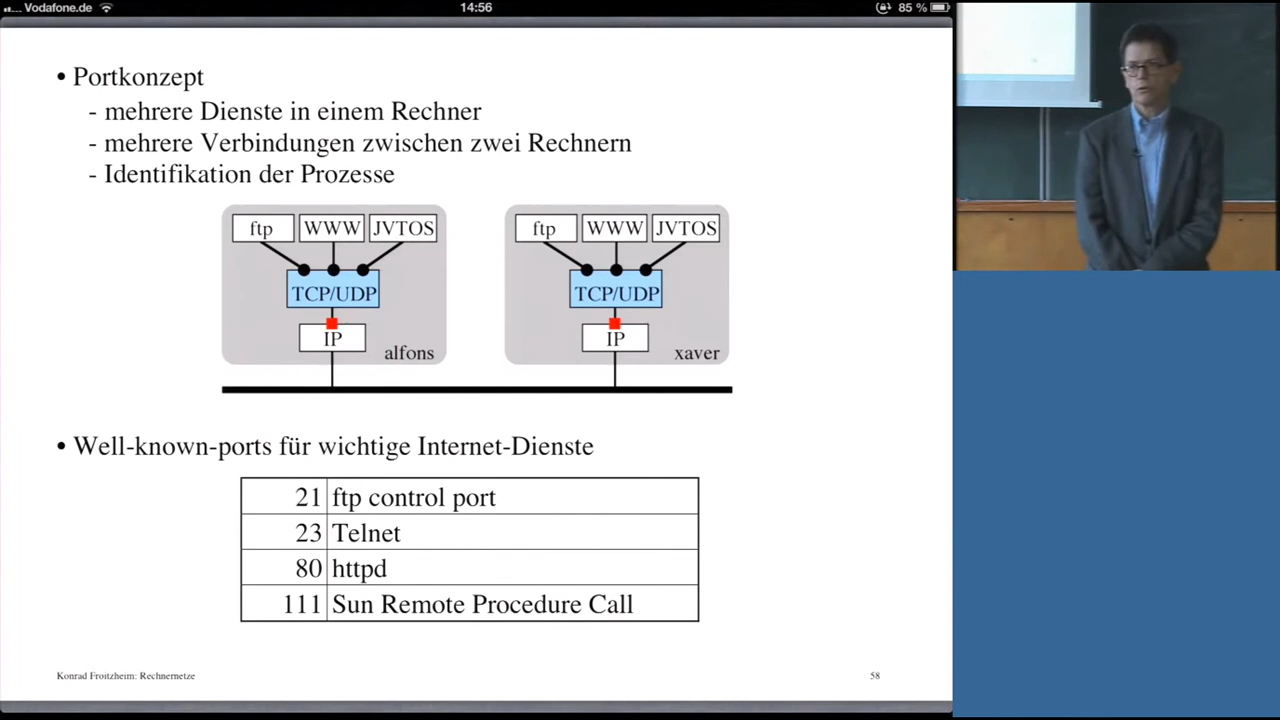 Vodafone.de 14:56 85 %
• Portkonzept
- mehrere Dienste in einem Rechner
- mehrere Verbindungen zwischen zwei Rechnern
- Identifikation der Prozesse
ftp WWW JVTOS ftp WWW JVTOS
TCP/UDP TCP/UDP
IP IP
alfons xaver
• Well-known-ports für wichtige Internet-Dienste
21 ftp control port
23 Telnet
80 httpd
111 Sun Remote Procedure Call
Konrad Froitzheim: Rechnernetze 58